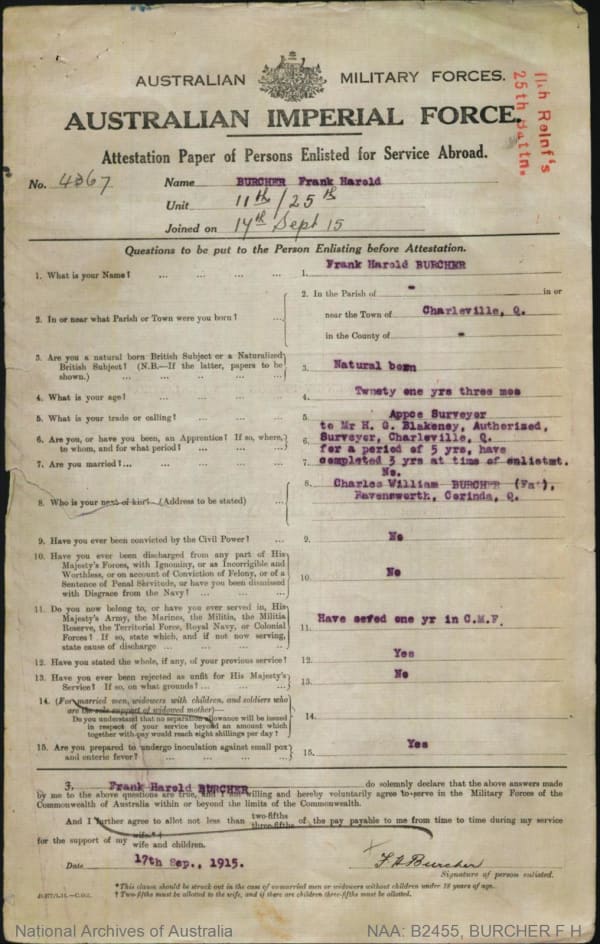 AUSTRALIAN MILITARY FORCES.
AUSTRALIAN IMPERIAL FORCE.
11th Reinf's
25th Battn.
Attestation Paper of Persons Enlisted for Service Abroad.
No. 4367
Name BURCHER Frank Harold
Unit 11th/25th
Joined on 14th Sept 15
Questions to be put to the Person Enlisting before Attestation.
1. What is your Name? ... ... ... ...
1. Frank Harold BURCHER
2. In or near what Parish or Town were you born? ...
2. In the Parish of - in or
near the Town of Charleville, Q.
in the County of -
3. Are you a natural born British Subject or a Naturalized
British Subject? (N.B.—If the latter, papers to be
shown.) ... ... ... ...
3. Natural born
4. What is your age? ... ... ... ...
4. Twenty one yrs three mos
5. What is your trade or calling? ... ... ...
5. Appce Surveyor
6. Are you, or have you been, an Apprentice? If so, where,
to whom, and for what period? ... ... ...
to Mr H. G. Blakeney, Autherized,
6. Surveyor, Charleville, Q.
for a period of 5 yrs, have
7. Are you married?... ... ... ... ...
7. completed 3 yrs at time of enlistmt.
No.
8. Who is your next of kin? (Address to be stated) ...
8. Charles William BURCHER (Fa'),
Ravensworth, Corinda, Q.
9. Have you ever been convicted by the Civil Power? ...
9. No
10. Have you ever been discharged from any part of His
Majesty's Forces, with Ignominy, or as Incorrigible and
Worthless, or on account of Conviction of Felony, or of a
Sentence of Penal Servitude, or have you been dismissed
with Disgrace from the Navy? ... ... ...
10. No
11. Do you now belong to, or have you ever served in, His
Majesty's Army, the Marines, the Militia, the Militia
Reserve, the Territorial Force, Royal Navy, or Colonial
Forces? If so, state which, and if not now serving,
state cause of discharge ... ... ...
11. Have seved one yr in C.M.F.
12. Have you stated the whole, if any, of your previous service?
12. Yes
13. Have you ever been rejected as unfit for His Majesty's
Service? If so, on what grounds? ... ... ...
13. No
14. (For married men, widowers with children, and soldiers who
are the sole support of widowed mother)—
Do you understand that no separation allowance will be issued
in respect of your service beyond an amount which
together with pay would reach eight shillings per day?
14.
15. Are you prepared to undergo inoculation against small pox
and enteric fever? ... ... ... ...
15. Yes
3, Frank Harold BURCHER do solemnly declare that the above answers made
by me to the above questions are true, and I am willing and hereby voluntarily agree to serve in the Military Forces of the
Commonwealth of Australia within or beyond the limits of the Commonwealth.
And I further agree to allot not less than two-fifths three-fifths of the pay payable to me from time to time during my service
for the support of my wife* † wife and children.
Date 17th Sep., 1915.
F H Burcher
Signature of person enlisted.
* This clause should be struck out in the case of unmarried men or widowers without children under 18 years of age.
† Two-fifths must be allotted to the wife, and if there are children three-fifths must be allotted.
National Archives of Australia
NAA: B2455, BURCHER F H